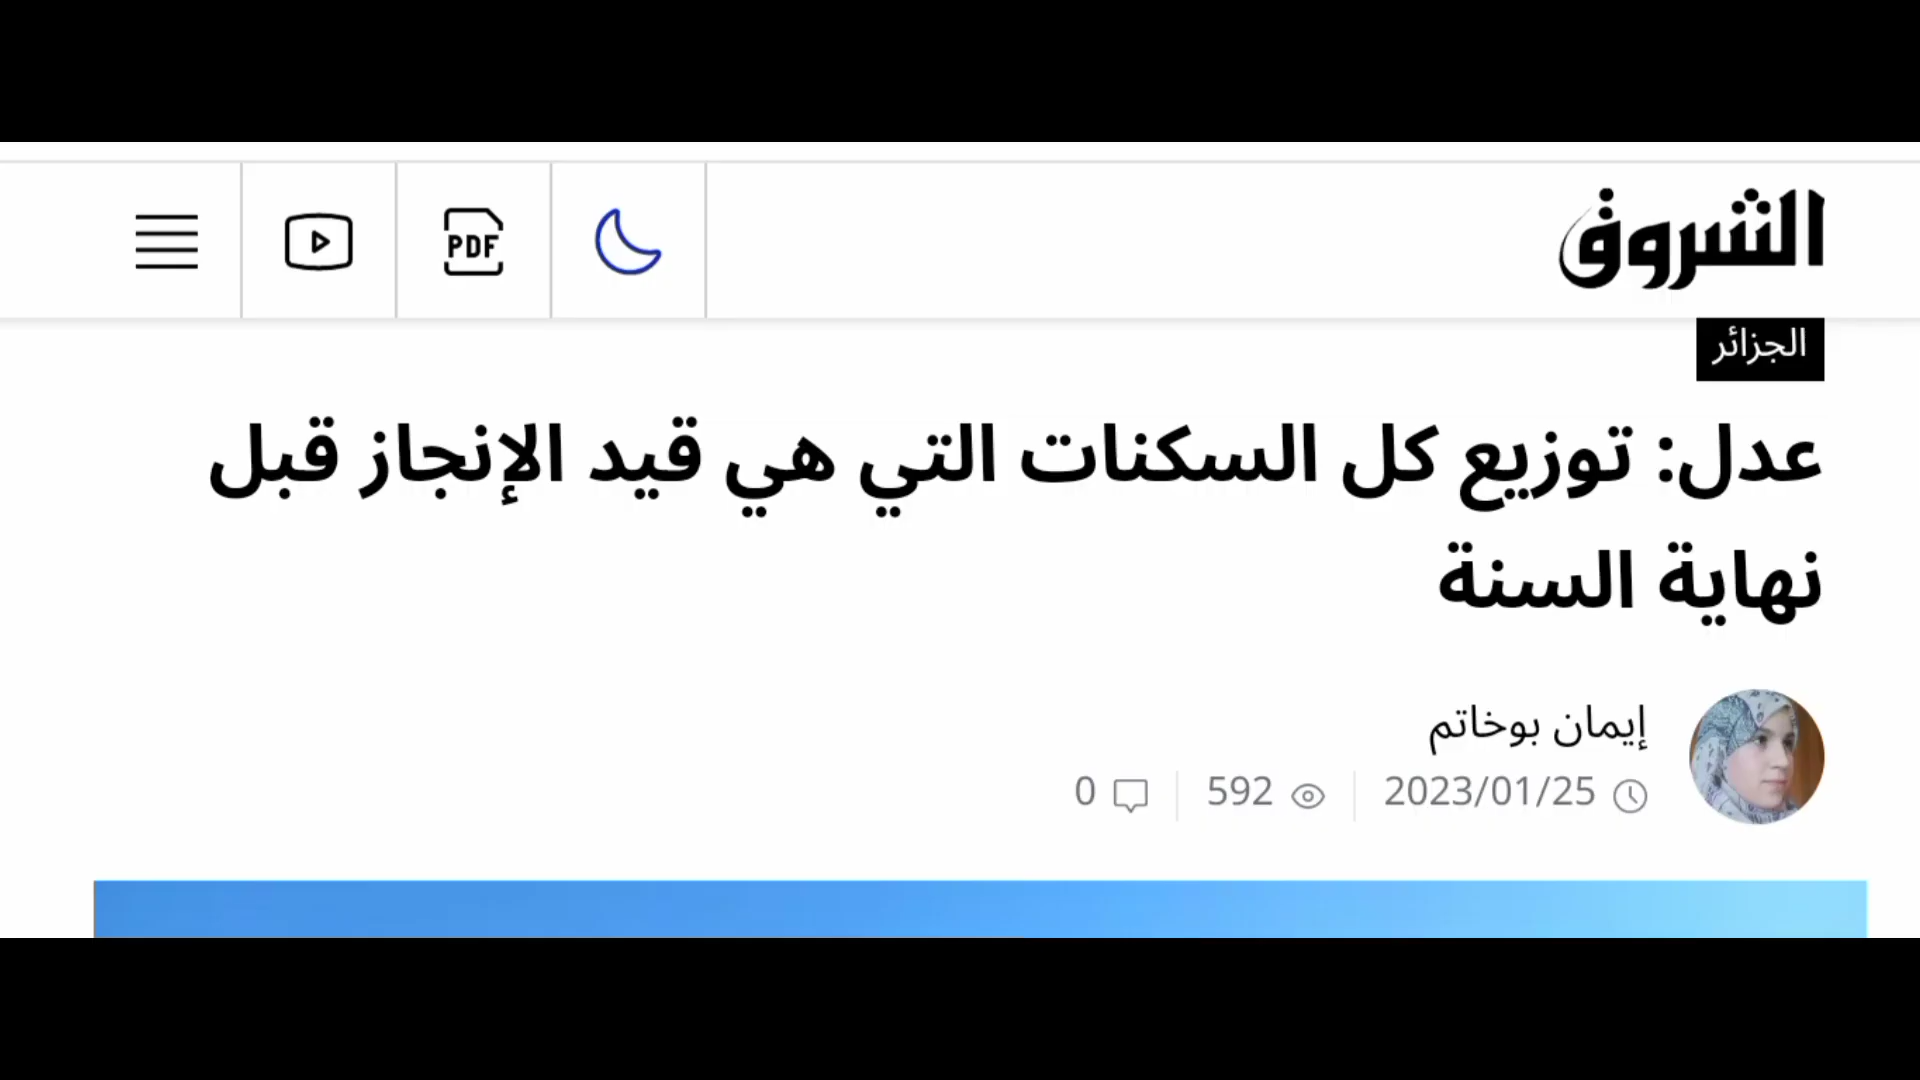 الشروق
PDF
الجزائر
عدل: توزيع كل السكنات التي هي قيد الإنجاز قبل
نهاية السنة
إيمان بوخاتم
2023/01/25 592 0